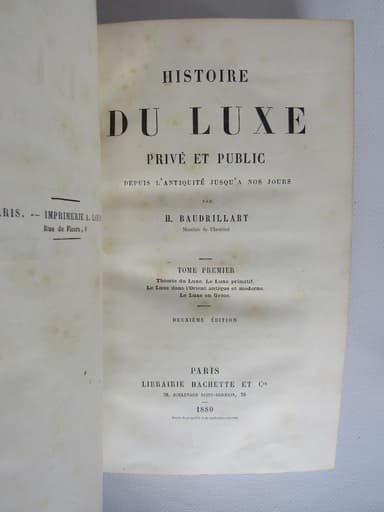 HISTOIRE
DU LUXE
PRIVÉ ET PUBLIC
DEPUIS L'ANTIQUITÉ JUSQU'A NOS JOURS
PAR
H. BAUDRILLART
Membre de l'Institut
TOME PREMIER
Théorie du Luxe. Le Luxe primitif.
Le Luxe dans l'Orient antique et moderne.
Le Luxe en Grèce.
DEUXIÈME ÉDITION
PARIS
LIBRAIRIE HACHETTE ET Cie
79, BOULEVARD SAINT-GERMAIN, 79
1880
ARIS. — IMPRIMERIE A.
Rue de Fleurus, 9